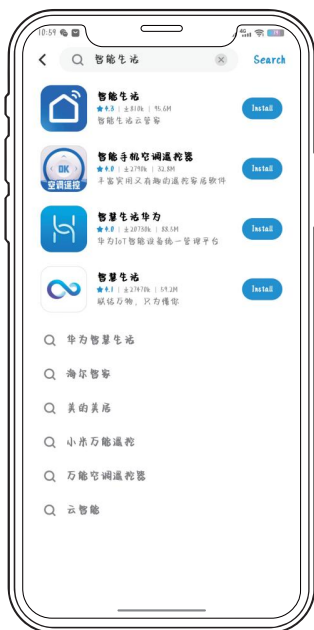 10:59 4G
智能生活 Search
智能生活
4.3 | 95.6M
智能生活云管家 Install
OK
空调遥控
智能手机空调遥控器
4.0 | 32.8M
丰富实用又有趣的遥控家居软件 Install
智慧生活华为
4.0 | 88.5M
华为IoT智能设备统一管理平台 Install
智慧生活
4.1 | 59.2M
联结万物，只为懂你 Install
华为智慧生活
海尔智家
美的美居
小米万能遥控
万能空调遥控器
云智能